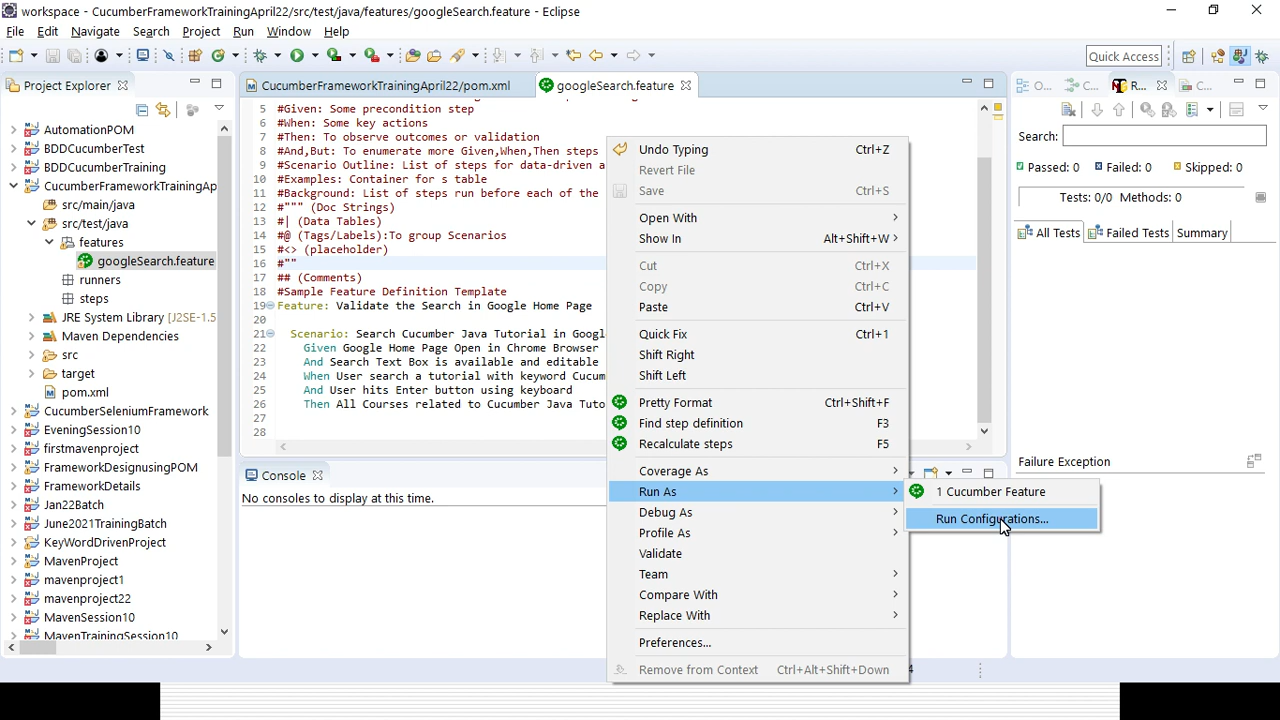 workspace - CucumberFrameworkTrainingApril22/src/test/java/features/googleSearch.feature - Eclipse
File Edit Navigate Search Project Run Window Help
Quick Access
Project Explorer
AutomationPOM
BDDCucumberTest
BDDCucumberTraining
CucumberFrameworkTrainingAp
src/main/java
src/test/java
features
googleSearch.feature
runners
steps
JRE System Library [J2SE-1.5
Maven Dependencies
src
target
pom.xml
CucumberSeleniumFramework
EveningSession10
firstmavenproject
FrameworkDesignusingPOM
FrameworkDetails
Jan22Batch
June2021TrainingBatch
KeyWordDrivenProject
MavenProject
mavenproject1
mavenproject22
MavenSession10
MavenTrainingSession10
CucumberFrameworkTrainingApril22/pom.xml
googleSearch.feature
5 #Given: Some precondition step
6 #When: Some key actions
7 #Then: To observe outcomes or validation
8 #And,But: To enumerate more Given,When,Then steps
9 #Scenario Outline: List of steps for data-driven a
10 #Examples: Container for s table
11 #Background: List of steps run before each of the
12 #""" (Doc Strings)
13 #| (Data Tables)
14 #@ (Tags/Labels):To group Scenarios
15 #<> (placeholder)
16 #""
17 ## (Comments)
18 #Sample Feature Definition Template
19 Feature: Validate the Search in Google Home Page
20
21 Scenario: Search Cucumber Java Tutorial in Googl
22 Given Google Home Page Open in Chrome Browser
23 And Search Text Box is available and editable
24 When User search a tutorial with keyword Cucum
25 And User hits Enter button using keyboard
26 Then All Courses related to Cucumber Java Tuto
27
28
Console
No consoles to display at this time.
Undo Typing Ctrl+Z
Revert File
Save Ctrl+S
Open With
Show In Alt+Shift+W
Cut Ctrl+X
Copy Ctrl+C
Paste Ctrl+V
Quick Fix Ctrl+1
Shift Right
Shift Left
Pretty Format Ctrl+Shift+F
Find step definition F3
Recalculate steps F5
Coverage As
Run As
Debug As
Profile As
Validate
Team
Compare With
Replace With
Preferences...
Remove from Context Ctrl+Alt+Shift+Down
1 Cucumber Feature
Run Configurations...
O... C... R... C...
Search:
Passed: 0 Failed: 0 Skipped: 0
Tests: 0/0 Methods: 0
All Tests Failed Tests Summary
Failure Exception